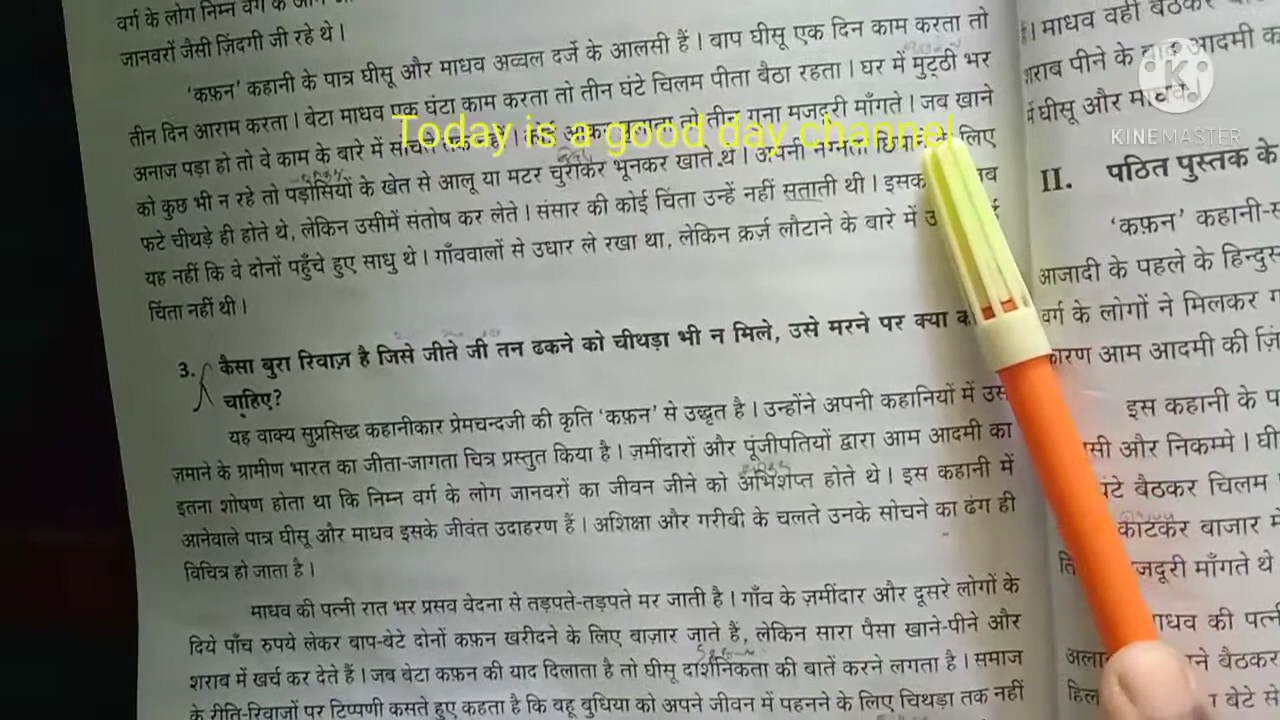 वर्ग के लोग निम्न वर्ग के
जानवरों जैसी ज़िंदगी जी रहे थे ।
'कफ़न' कहानी के पात्र घीसू और माधव अव्वल दर्जे के आलसी हैं । बाप घीसू एक दिन काम करता तो
तीन दिन आराम करता । बेटा माधव एक घंटा काम करता तो तीन घंटे चिलम पीता बैठा रहता । घर में मुट्ठी भर
अनाज पड़ा हो तो वे काम के बारे में तो तीन गुना मजदूरी माँगते । जब खाने
को कुछ भी न रहे तो पड़ोसियों के खेत से आलू या मटर चुराकर भूनकर खाते थे । अपनी लिए
फटे चीथड़े ही होते थे, लेकिन उसीमें संतोष कर लेते । संसार की कोई चिंता उन्हें नहीं सताती थी ।
यह नहीं कि वे दोनों पहुँचे हुए साधु थे । गाँववालों से उधार ले रखा था, लेकिन क़र्ज लौटाने के बारे में
चिंता नहीं थी ।
3. कैसा बुरा रिवाज़ है जिसे जीते जी तन ढकने को चीथड़ा भी न मिले, उसे मरने पर क्या
चाहिए?
यह वाक्य सुप्रसिद्ध कहानीकार प्रेमचन्दजी की कृति 'कफ़न' से उद्धृत है । उन्होंने अपनी कहानियों में उस
ज़माने के ग्रामीण भारत का जीता-जागता चित्र प्रस्तुत किया है । ज़मींदारों और पूंजीपतियों द्वारा आम आदमी का
इतना शोषण होता था कि निम्न वर्ग के लोग जानवरों का जीवन जीने को अभिशप्त होते थे । इस कहानी में
आनेवाले पात्र घीसू और माधव इसके जीवंत उदाहरण हैं । अशिक्षा और गरीबी के चलते उनके सोचने का ढंग ही
विचित्र हो जाता है ।
माधव की पत्नी रात भर प्रसव वेदना से तड़पते-तड़पते मर जाती है । गाँव के ज़मींदार और दूसरे लोगों के
दिये पाँच रुपये लेकर बाप-बेटे दोनों कफ़न खरीदने के लिए बाज़ार जाते हैं, लेकिन सारा पैसा खाने-पीने और
शराब में खर्च कर देते हैं । जब बेटा कफ़न की याद दिलाता है तो घीसू दार्शनिकता की बातें करने लगता है । समाज
के रीति-रिवाजों पर टिप्पणी कसते हुए कहता है कि बहू बुधिया को अपने जीवन में पहनने के लिए चिथड़ा तक नहीं
Today is a good day channel
KINEMASTER
है। माधव वहीं बैठकर
शराब पीने के बाद आदमी
घीसू और माधव।
II. पठित पुस्तक के
'कफ़न' कहानी
आजादी के पहले के
वर्ग के लोगों ने मिलकर
कारण आम आदमी की
इस कहानी के
और निकम्मे ।
घंटे बैठकर चिलम
काटकर बाजार
मजदूरी माँगते थे
माधव की पत्नी
बैठकर
बेटे से